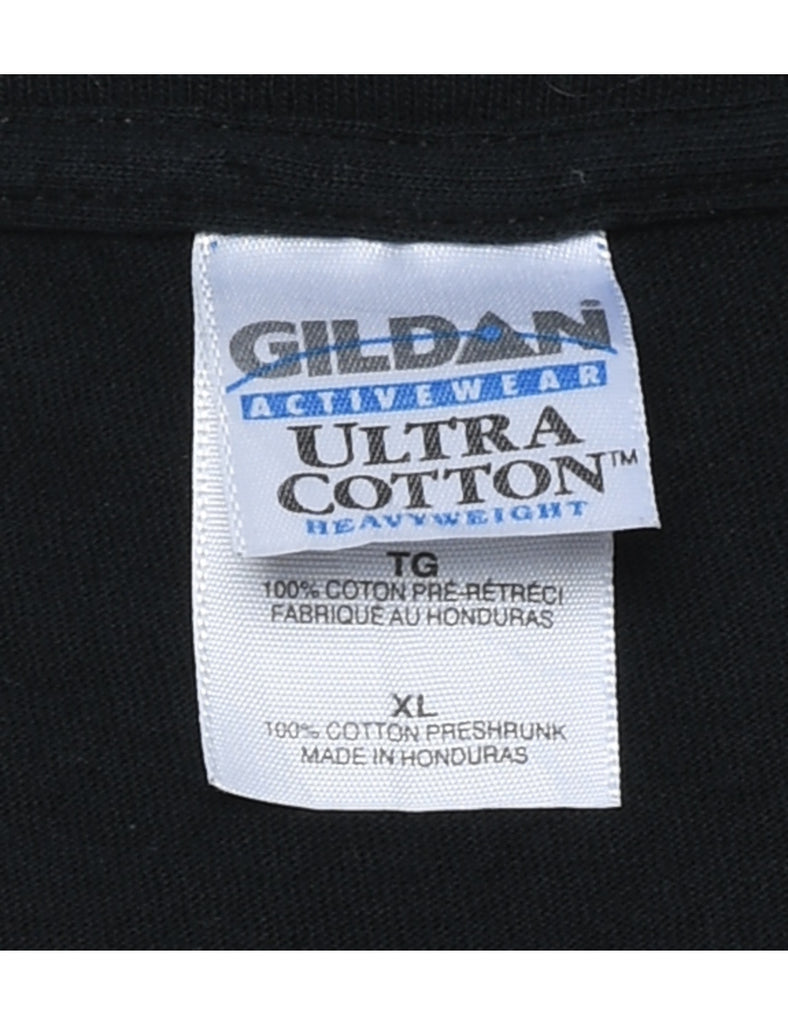 GILDAN
ACTIVEWEAR
ULTRA
COTTON™
HEAVYWEIGHT
TG
100% COTON PRÉ-RÉTRÉCI
FABRIQUÉ AU HONDURAS
XL
100% COTTON PRESHRUNK
MADE IN HONDURAS